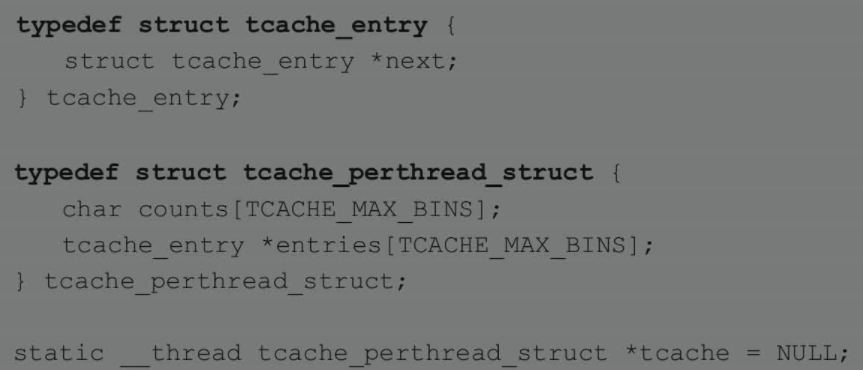 typedef struct tcache_entry {
struct tcache_entry *next;
} tcache_entry;
typedef struct tcache_perthread_struct {
char counts[TCACHE_MAX_BINS];
tcache_entry *entries[TCACHE_MAX_BINS];
} tcache_perthread_struct;
static __thread tcache_perthread_struct *tcache = NULL;